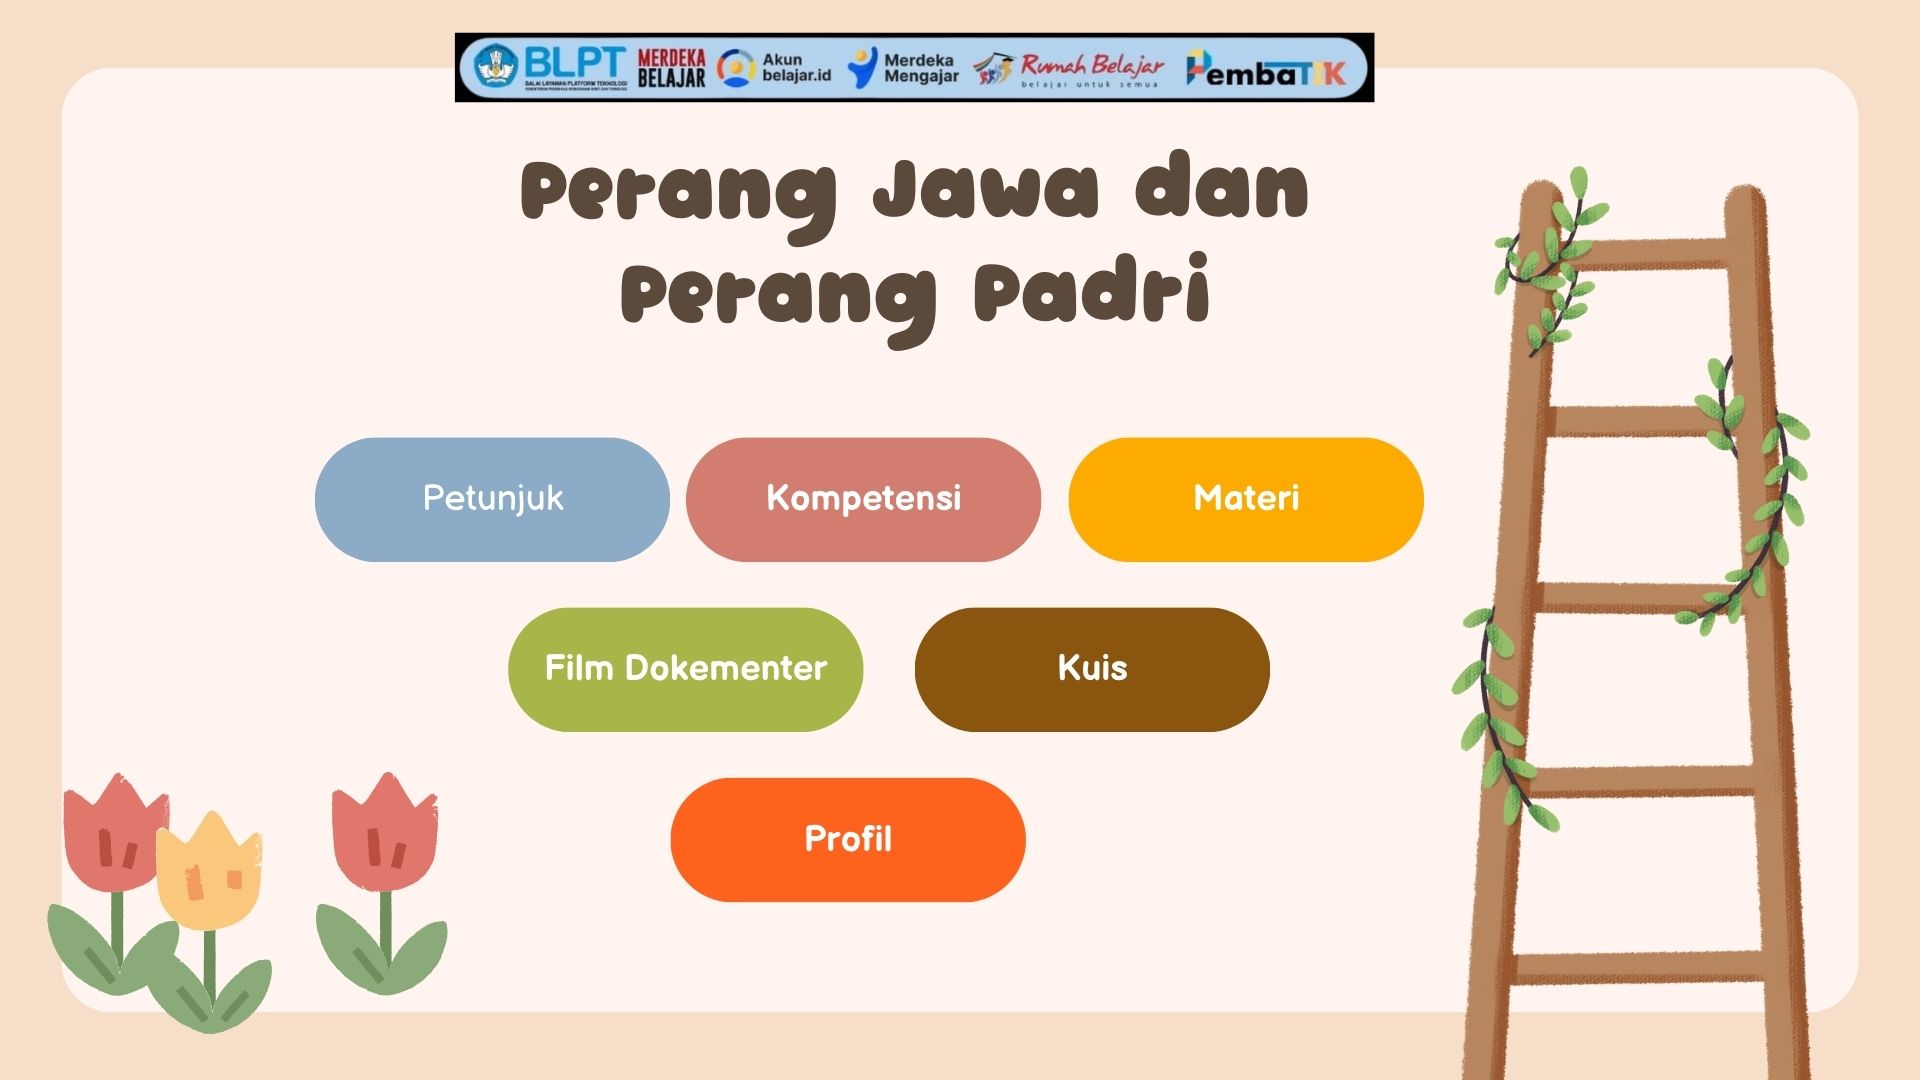 BLPT
BALAI LAYANAN PLATFORM TEKNOLOGI
MERDEKA
BELAJAR
Akun
belajar.id
Merdeka
Mengajar
Rumah Belajar
belajar untuk semua
PembaTIK
Perang Jawa dan
Perang Padri
Petunjuk
Kompetensi
Materi
Film Dokementer
Kuis
Profil